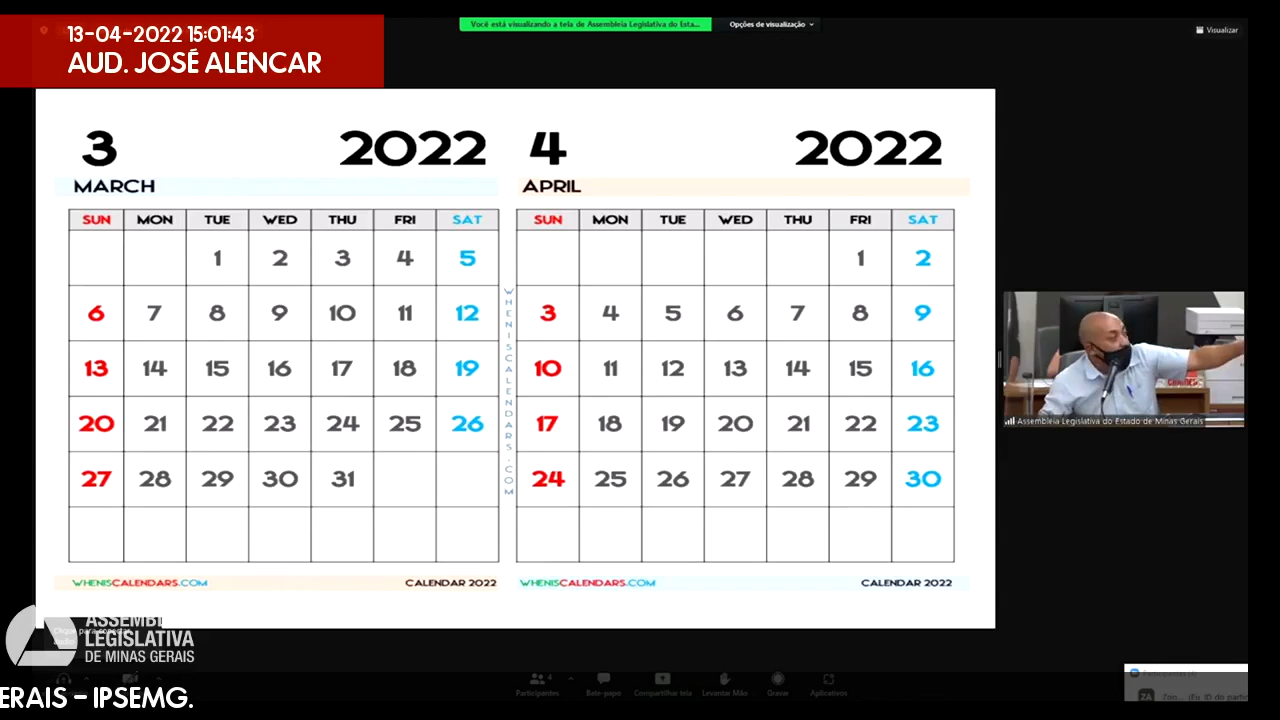 13-04-2022 15:01:43
AUD. JOSÉ ALENCAR
Você está visualizando a tela de Assembleia Legislativa do Esta...
Opções de visualização
Visualizar
3 2022
MARCH
SUN MON TUE WED THU FRI SAT
1 2 3 4 5
6 7 8 9 10 11 12
13 14 15 16 17 18 19
20 21 22 23 24 25 26
27 28 29 30 31
WHENISCALENDARS.COM CALENDAR 2022
WHENISCALENDARS.COM
4 2022
APRIL
SUN MON TUE WED THU FRI SAT
1 2
3 4 5 6 7 8 9
10 11 12 13 14 15 16
17 18 19 20 21 22 23
24 25 26 27 28 29 30
WHENISCALENDARS.COM CALENDAR 2022
Assembleia Legislativa do Estado de Minas Gerais
ASSEMBL
LEGISLATIVA
DE MINAS GERAIS
Participantes 4
Bate-papo
Compartilhar tela
Levantar Mão
Gravar
Aplicativos
Participantes (4)
ZA
ERAIS – IPSEMG.